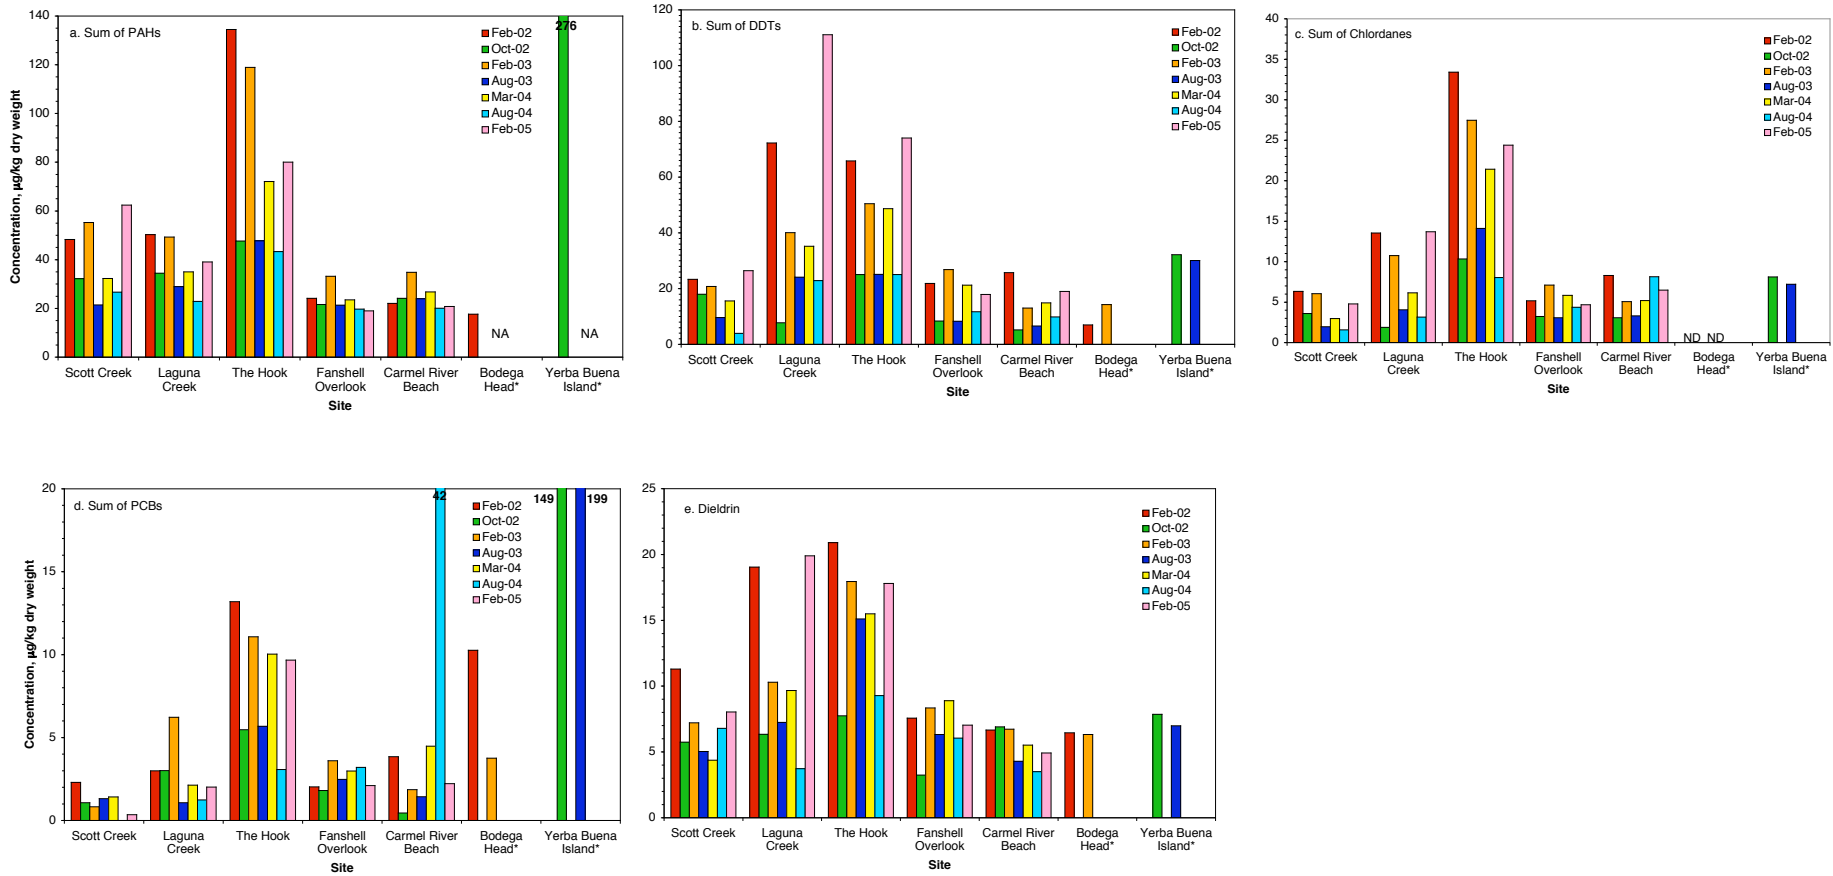 a. Sum of PAHs
Concentration, µg/kg dry weight
140
120
100
80
60
40
20
0
276
Feb-02
Oct-02
Feb-03
Aug-03
Mar-04
Aug-04
Feb-05
NA
NA
Scott Creek
Laguna
Creek
The Hook
Fanshell
Overlook
Carmel River
Beach
Bodega
Head*
Yerba Buena
Island*
Site
b. Sum of DDTs
120
100
80
60
40
20
0
Feb-02
Oct-02
Feb-03
Aug-03
Mar-04
Aug-04
Feb-05
Scott Creek
Laguna
Creek
The Hook
Fanshell
Overlook
Carmel River
Beach
Bodega
Head*
Yerba Buena
Island*
Site
c. Sum of Chlordanes
40
35
30
25
20
15
10
5
0
Feb-02
Oct-02
Feb-03
Aug-03
Mar-04
Aug-04
Feb-05
ND ND
Scott Creek
Laguna
Creek
The Hook
Fanshell
Overlook
Carmel River
Beach
Bodega
Head*
Yerba Buena
Island*
Site
d. Sum of PCBs
Concentration, µg/kg dry weight
20
15
10
5
0
42
149
199
Feb-02
Oct-02
Feb-03
Aug-03
Mar-04
Aug-04
Feb-05
Scott Creek
Laguna
Creek
The Hook
Fanshell
Overlook
Carmel River
Beach
Bodega
Head*
Yerba Buena
Island*
Site
e. Dieldrin
25
20
15
10
5
0
Feb-02
Oct-02
Feb-03
Aug-03
Mar-04
Aug-04
Feb-05
Scott Creek
Laguna
Creek
The Hook
Fanshell
Overlook
Carmel River
Beach
Bodega
Head*
Yerba Buena
Island*
Site